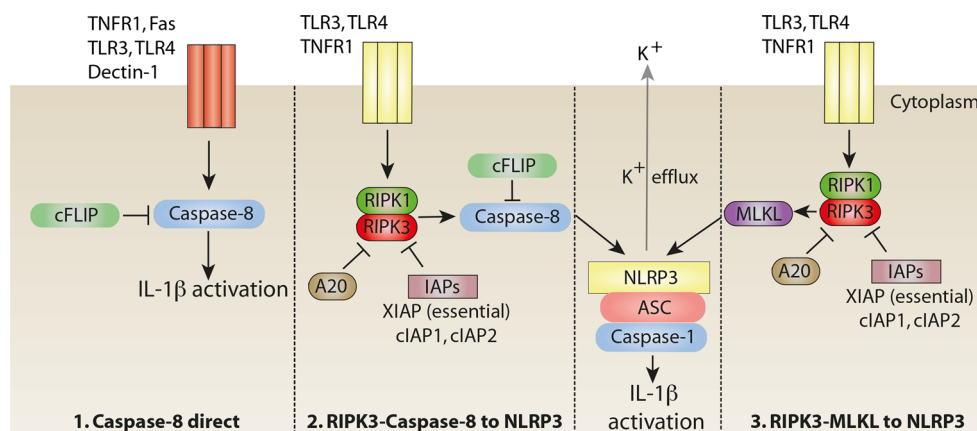 TNFR1, Fas
TLR3, TLR4
Dectin-1
cFLIP
Caspase-8
IL-1β activation
1. Caspase-8 direct
TLR3, TLR4
TNFR1
RIPK1
RIPK3
A20
IAPs
XIAP (essential)
cIAP1, cIAP2
cFLIP
Caspase-8
2. RIPK3-Caspase-8 to NLRP3
K+
K+ efflux
NLRP3
ASC
Caspase-1
IL-1β
activation
TLR3, TLR4
TNFR1
Cytoplasm
RIPK1
RIPK3
MLKL
A20
IAPs
XIAP (essential)
cIAP1, cIAP2
3. RIPK3-MLKL to NLRP3